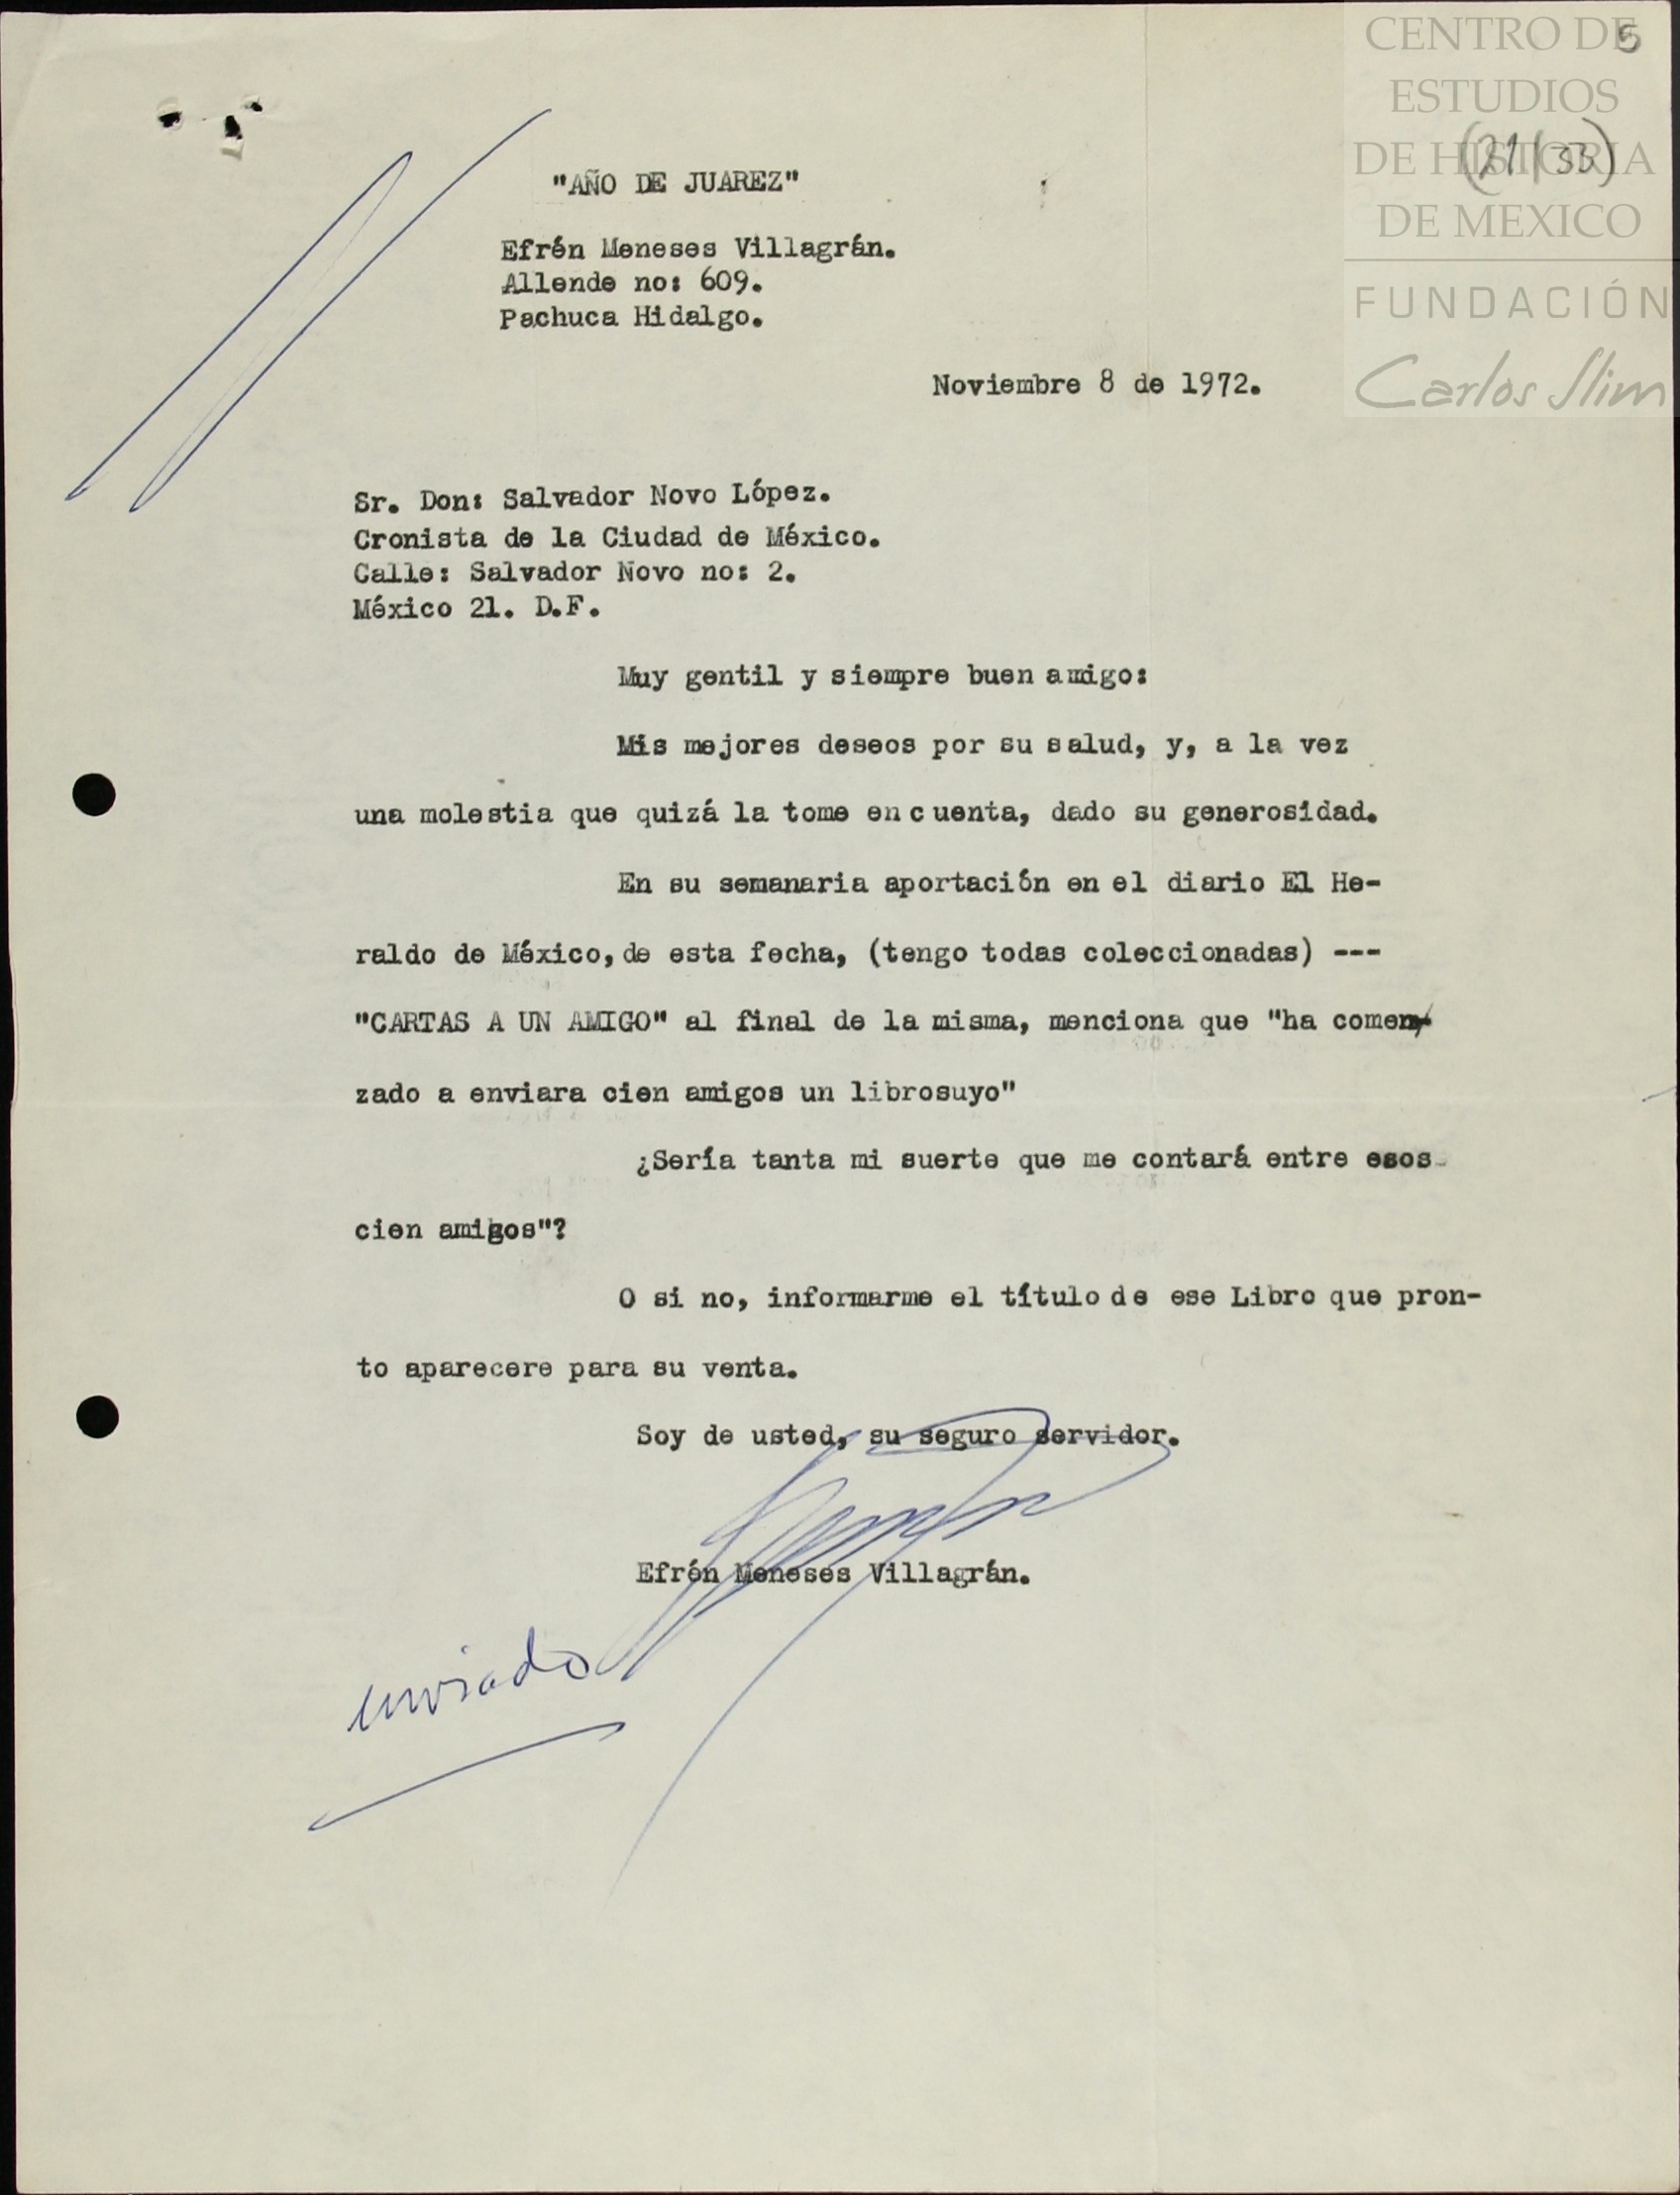 CENTRO DE
ESTUDIOS
DE HISTORIA
DE MEXICO
FUNDACIÓN
Carlos Slim
5
"AÑO DE JUAREZ"
Efrén Meneses Villagrán.
Allende no: 609.
Pachuca Hidalgo.
Noviembre 8 de 1972.
Sr. Don: Salvador Novo López.
Cronista de la Ciudad de México.
Calle: Salvador Novo no: 2.
México 21. D.F.
Muy gentil y siempre buen amigo:
Mis mejores deseos por su salud, y, a la vez
una molestia que quizá la tome en cuenta, dado su generosidad.
En su semanaria aportación en el diario El He-
raldo de México, de esta fecha, (tengo todas coleccionadas) ---
"CARTAS A UN AMIGO" al final de la misma, menciona que "ha comen-
zado a enviara cien amigos un librosuyo"
¿Sería tanta mi suerte que me contará entre esos
cien amigos"?
O si no, informarme el título de ese Libro que pron-
to aparecere para su venta.
Soy de usted, su seguro servidor.
Efrén Meneses Villagrán.
enviado